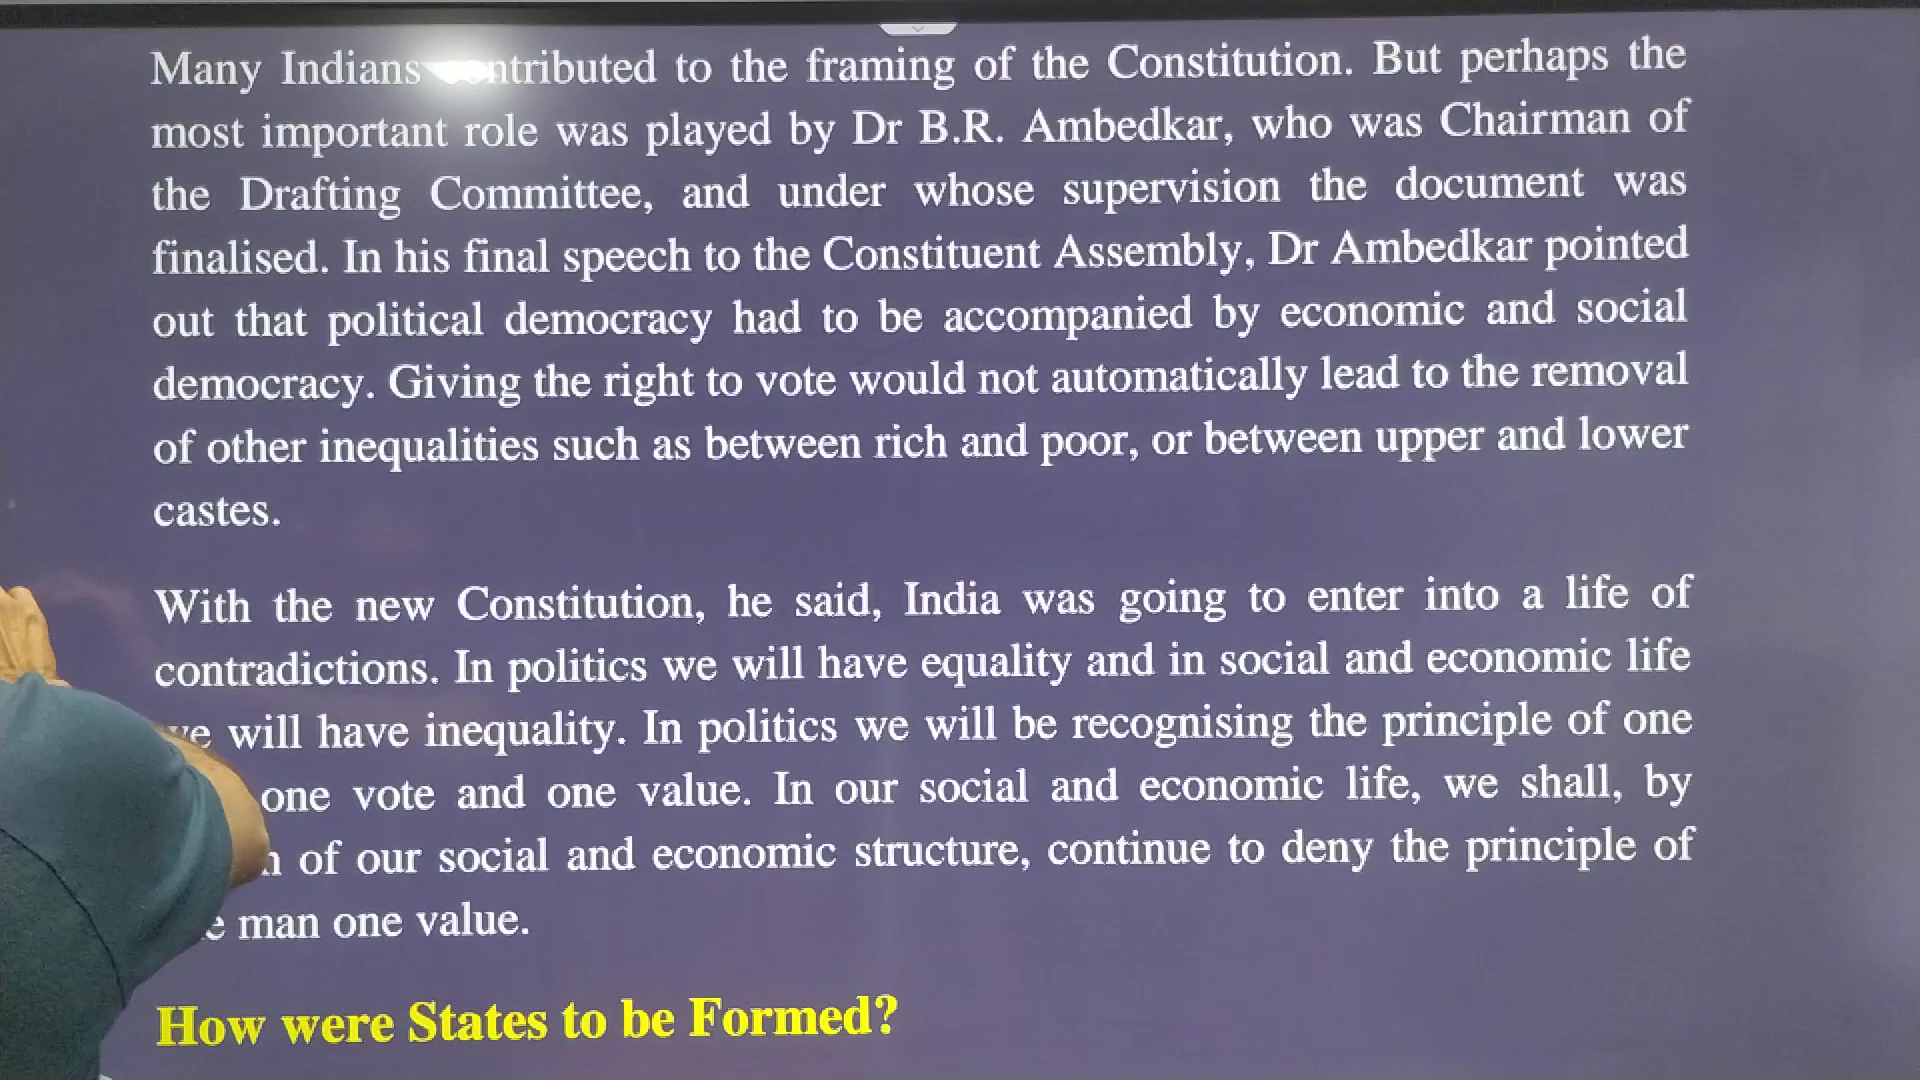 Many Indians contributed to the framing of the Constitution. But perhaps the
most important role was played by Dr B.R. Ambedkar, who was Chairman of
the Drafting Committee, and under whose supervision the document was
finalised. In his final speech to the Constituent Assembly, Dr Ambedkar pointed
out that political democracy had to be accompanied by economic and social
democracy. Giving the right to vote would not automatically lead to the removal
of other inequalities such as between rich and poor, or between upper and lower
castes.
With the new Constitution, he said, India was going to enter into a life of
contradictions. In politics we will have equality and in social and economic life
we will have inequality. In politics we will be recognising the principle of one
one vote and one value. In our social and economic life, we shall, by
of our social and economic structure, continue to deny the principle of
man one value.
How were States to be Formed?